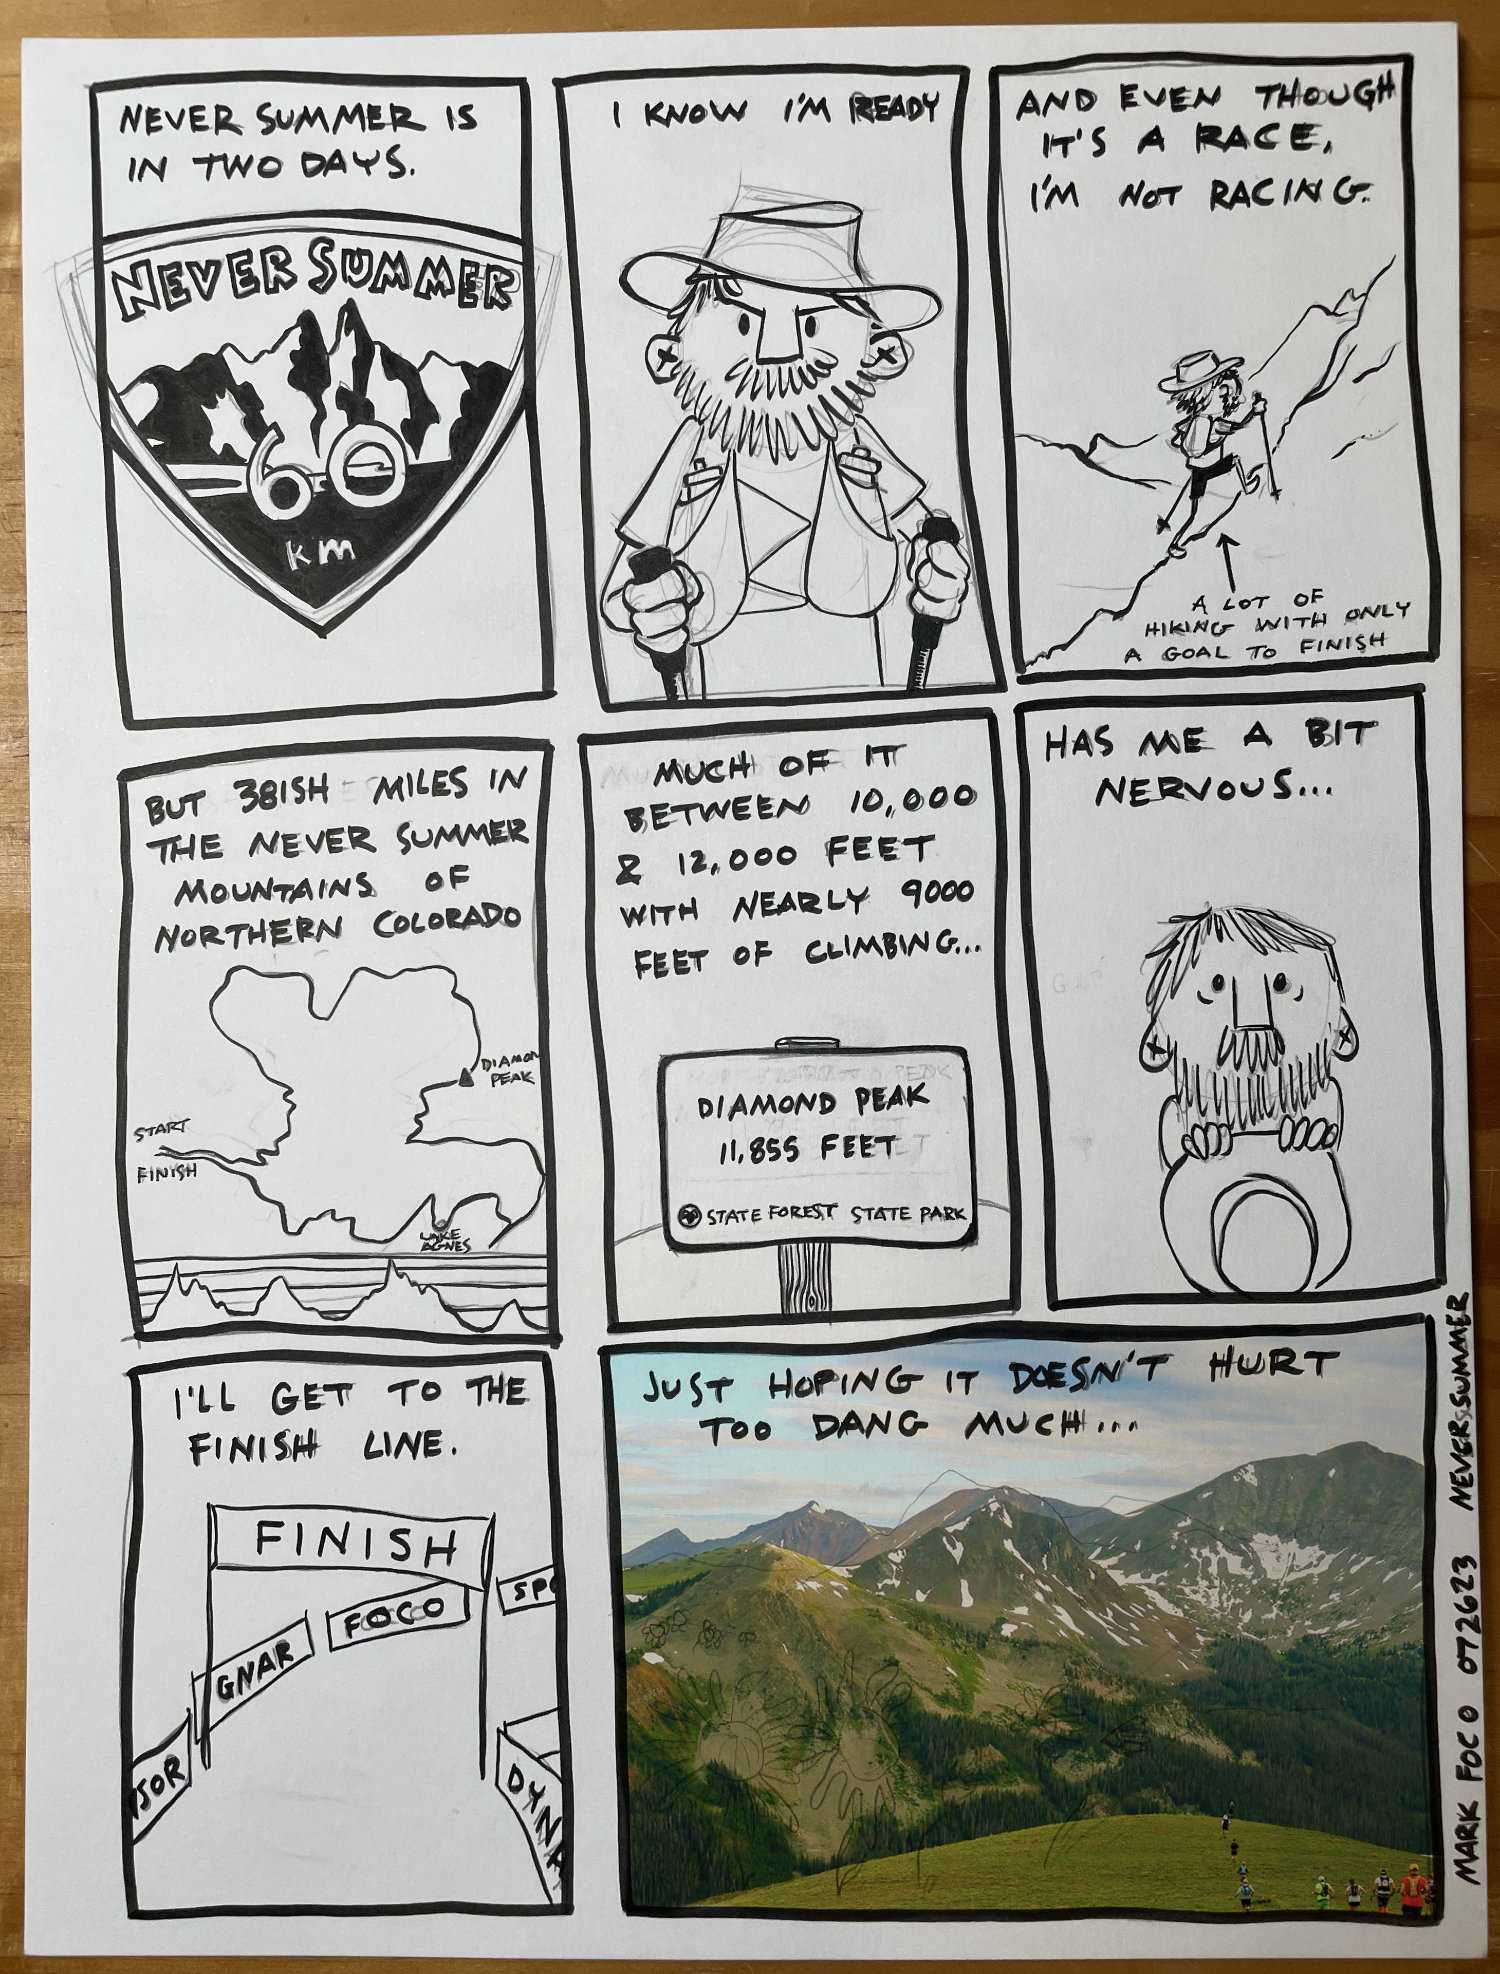 NEVER SUMMER IS
IN TWO DAYS.
NEVER SUMMER
60
km
I KNOW I'M READY
AND EVEN THOUGH
IT'S A RACE,
I'M NOT RACING.
A LOT OF
HIKING WITH ONLY
A GOAL TO FINISH
BUT 38ISH MILES IN
THE NEVER SUMMER
MOUNTAINS OF
NORTHERN COLORADO
DIAMON
PEAK
START
FINISH
LAKE
AGNES
MUCH OF IT
BETWEEN 10,000
& 12,000 FEET
WITH NEARLY 9000
FEET OF CLIMBING...
DIAMOND PEAK
11,855 FEET
STATE FOREST STATE PARK
HAS ME A BIT
NERVOUS...
I'LL GET TO THE
FINISH LINE.
FINISH
SPO
FOCO
GNAR
SOR
DYNA
JUST HOPING IT DOESN'T HURT
TOO DANG MUCH...
MARK FOCO 072623 NEVERSSUMMER